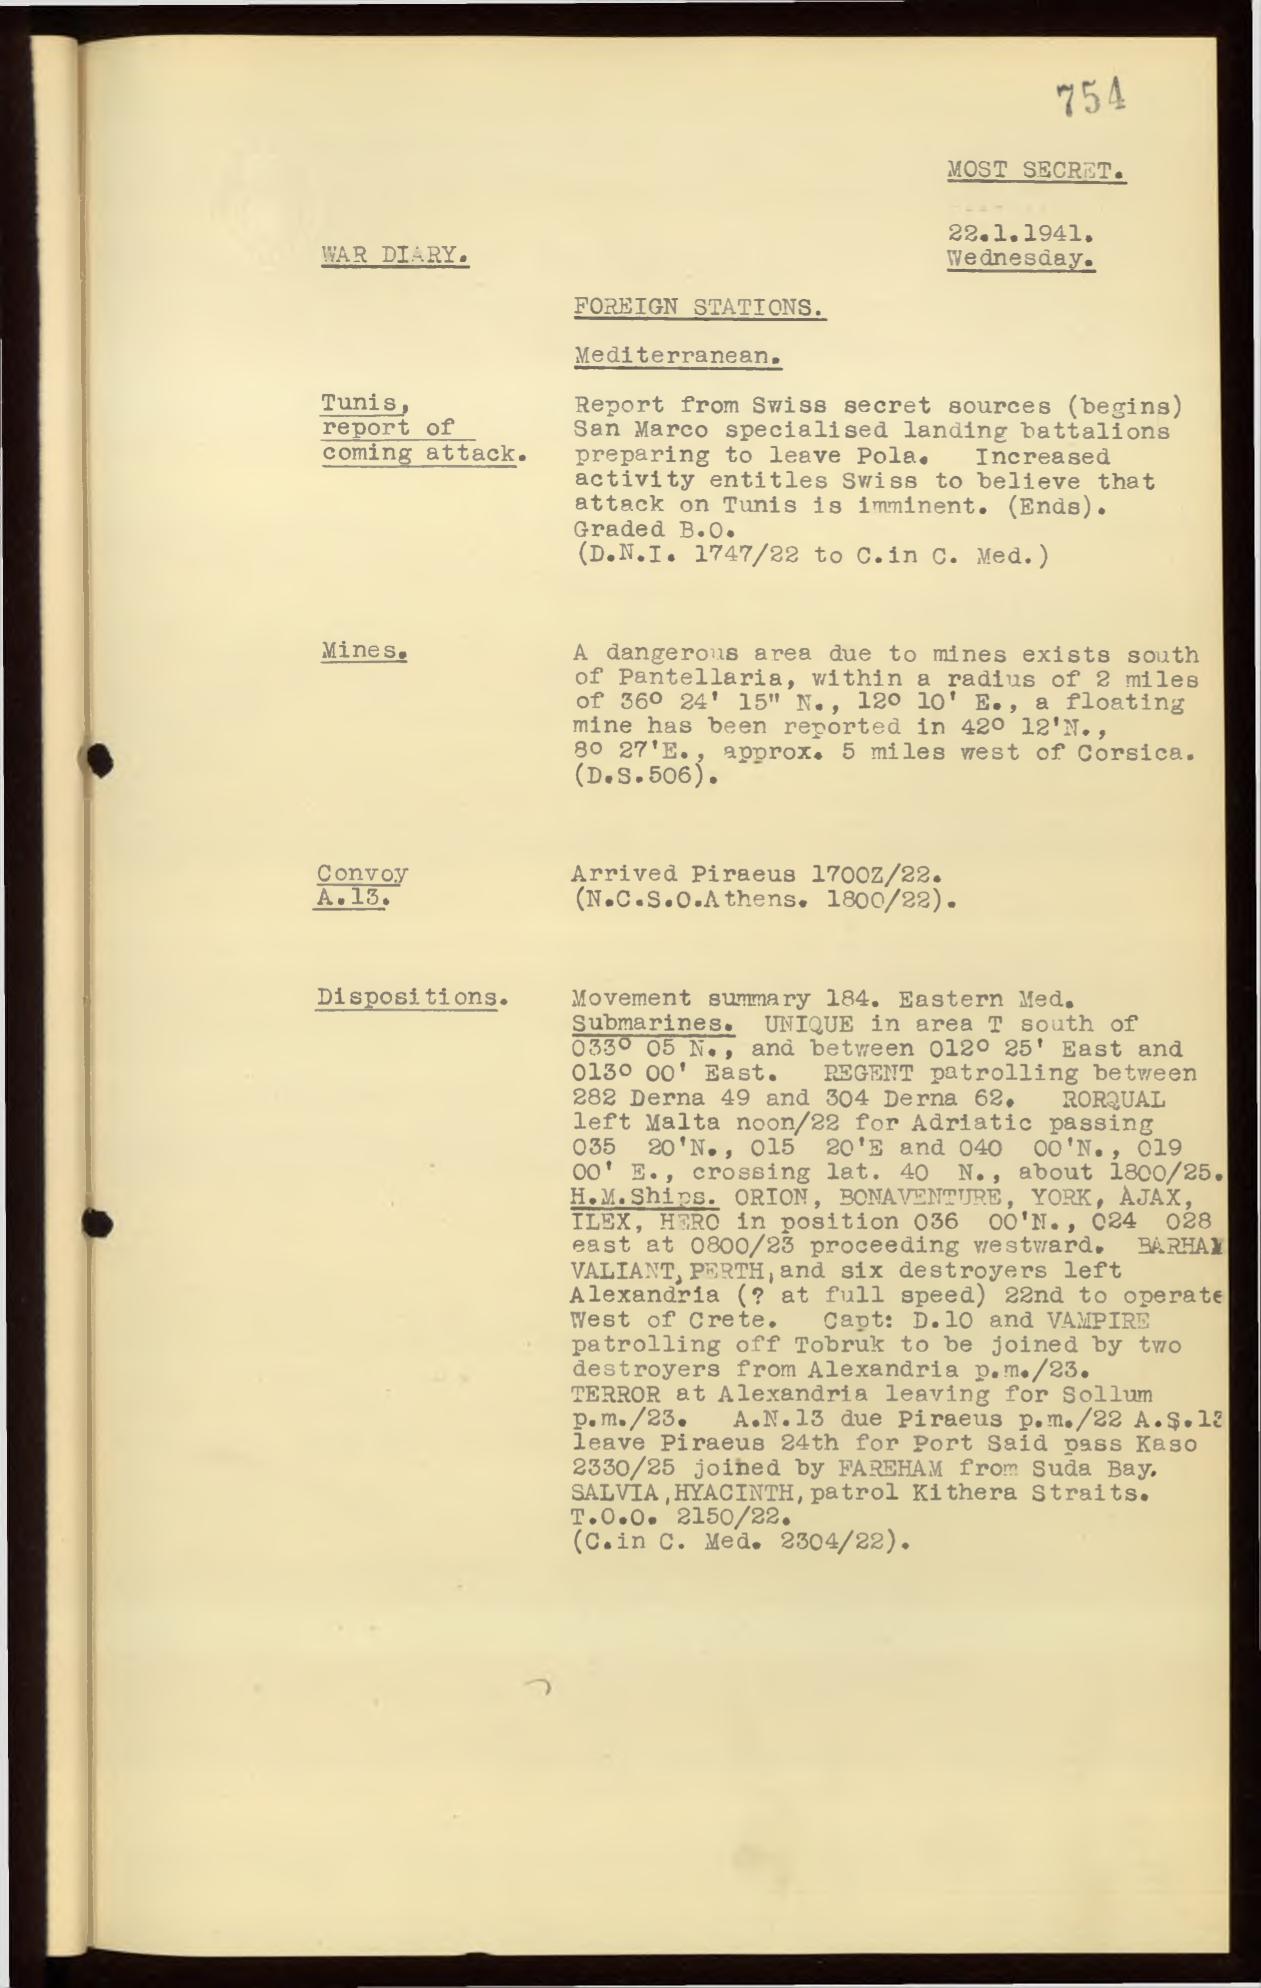 754
MOST SECRET.
22.1.1941.
WAR DIARY.
Wednesday.
FOREIGN STATIONS.
Mediterranean.
Tunis,
report of
coming attack.
Report from Swiss secret sources (begins)
San Marco specialised landing battalions
preparing to leave Pola. Increased
activity entitles Swiss to believe that
attack on Tunis is imminent. (Ends).
Graded B.O.
(D.N.I. 1747/22 to C.in C. Med.)
Mines.
A dangerous area due to mines exists south
of Pantellaria, within a radius of 2 miles
of 36° 24' 15" N., 12° 10' E., a floating
mine has been reported in 42° 12'N.,
8° 27'E., approx. 5 miles west of Corsica.
(D.S.506).
Convoy
A.13.
Arrived Piraeus 1700Z/22.
(N.C.S.O.Athens. 1800/22).
Dispositions.
Movement summary 184. Eastern Med.
Submarines. UNIQUE in area T south of
033° 05 N., and between 012° 25' East and
013° 00' East. REGENT patrolling between
282 Derna 49 and 304 Derna 62. RORQUAL
left Malta noon/22 for Adriatic passing
035 20'N., 015 20'E and 040 00'N., 019
00' E., crossing lat. 40 N., about 1800/25.
H.M.Ships. ORION, BONAVENTURE, YORK, AJAX,
ILEX, HERO in position 036 00'N., 024 028
east at 0800/23 proceeding westward. BARHAM
VALIANT, PERTH, and six destroyers left
Alexandria (? at full speed) 22nd to operate
West of Crete. Capt: D.10 and VAMPIRE
patrolling off Tobruk to be joined by two
destroyers from Alexandria p.m./23.
TERROR at Alexandria leaving for Sollum
p.m./23. A.N.13 due Piraeus p.m./22 A.S.13
leave Piraeus 24th for Port Said pass Kaso
2330/25 joined by FAREHAM from Suda Bay.
SALVIA, HYACINTH, patrol Kithera Straits.
T.O.O. 2150/22.
(C.in C. Med. 2304/22).